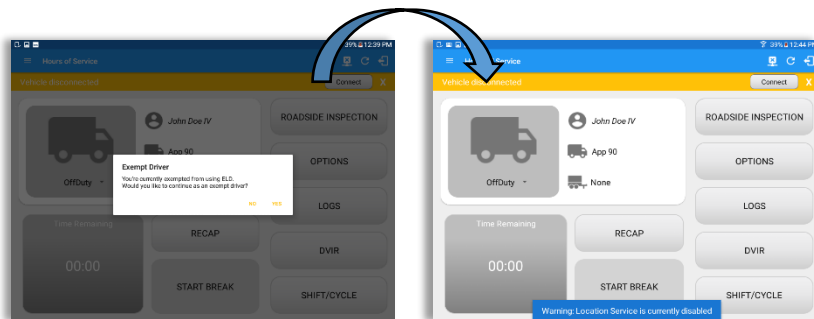 39% 12:39 PM
Hours of Service
Vehicle disconnected
Connect X
John Doe IV
App 90
OffDuty
Exempt Driver
You're currently exempted from using ELD.
Would you like to continue as an exempt driver?
NO YES
Time Remaining
00:00
RECAP
START BREAK
ROADSIDE INSPECTION
OPTIONS
LOGS
DVIR
SHIFT/CYCLE
39% 12:44 PM
Service
Vehicle disconnected
Connect X
John Doe IV
App 90
None
OffDuty
Time Remaining
00:00
RECAP
START BREAK
ROADSIDE INSPECTION
OPTIONS
LOGS
DVIR
SHIFT/CYCLE
Warning: Location Service is currently disabled